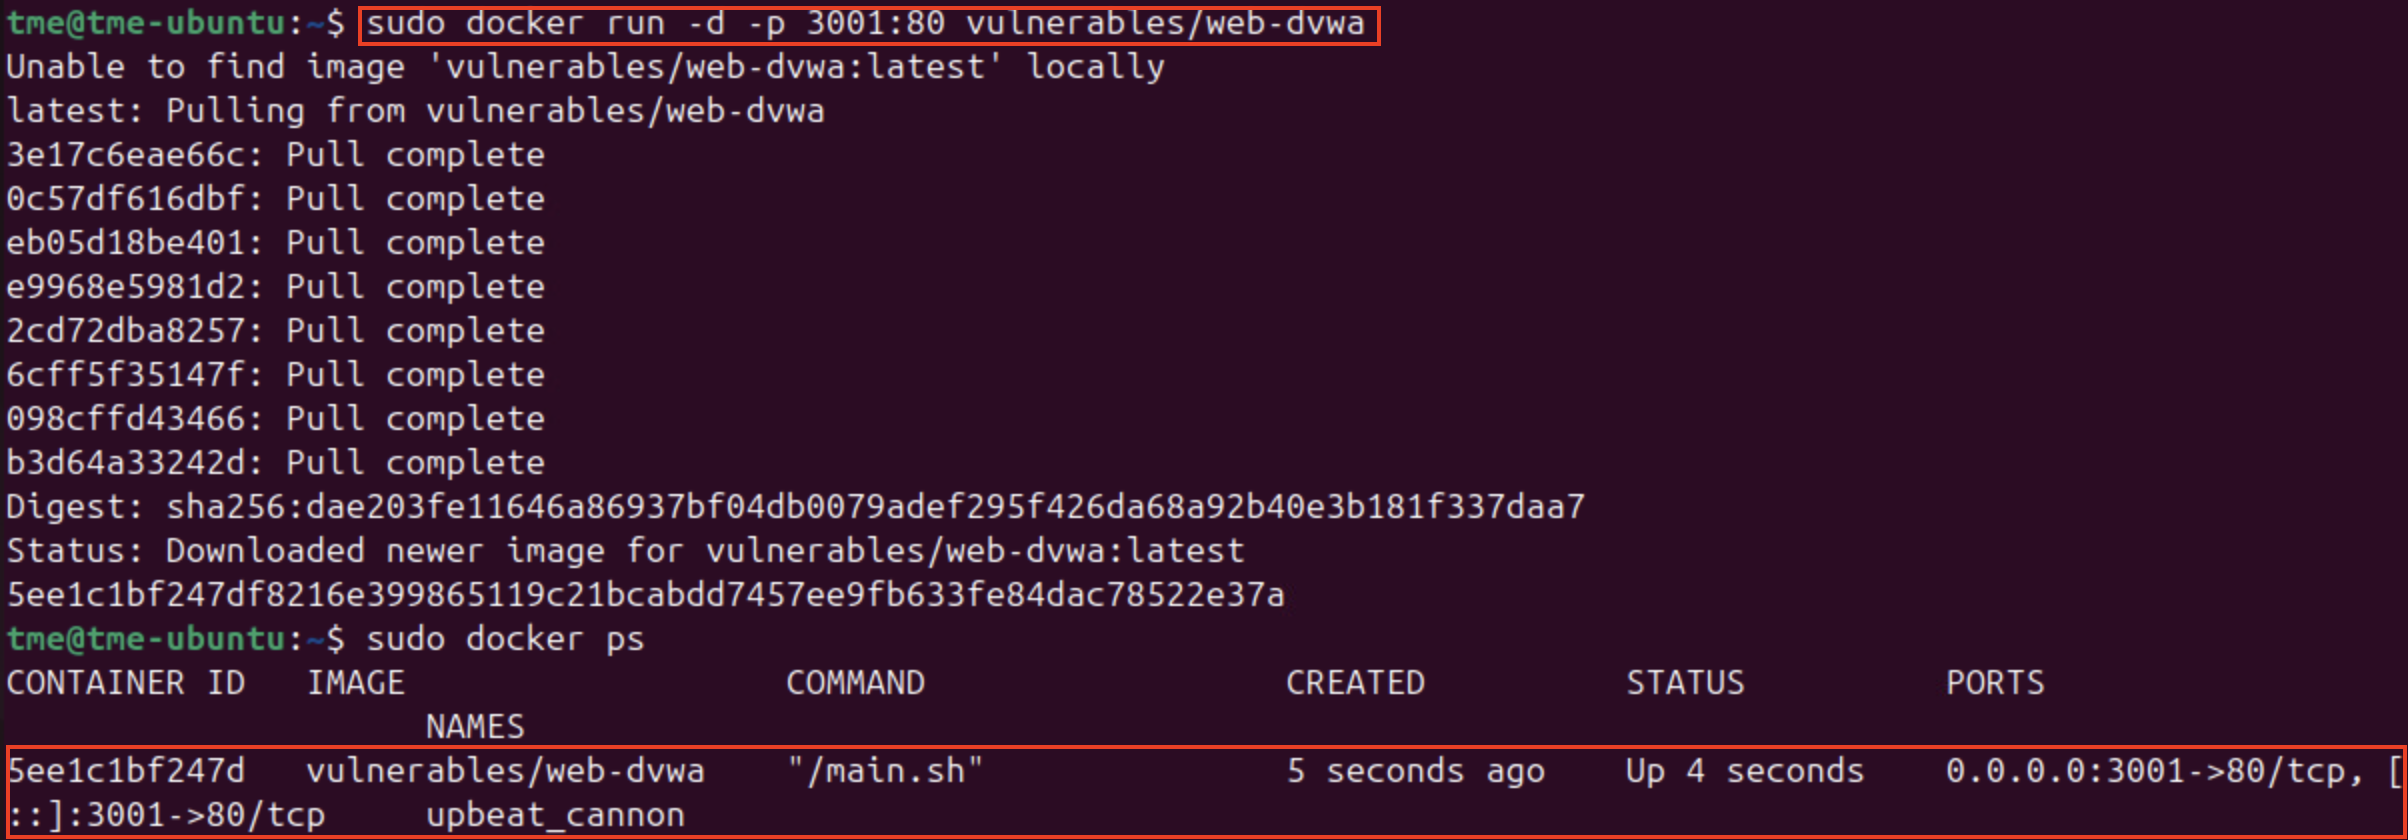 tme@tme-ubuntu:~$ sudo docker run -d -p 3001:80 vulnerables/web-dvwa
Unable to find image 'vulnerables/web-dvwa:latest' locally
latest: Pulling from vulnerables/web-dvwa
3e17c6eae66c: Pull complete
0c57df616dbf: Pull complete
eb05d18be401: Pull complete
e9968e5981d2: Pull complete
2cd72dba8257: Pull complete
6cff5f35147f: Pull complete
098cffd43466: Pull complete
b3d64a33242d: Pull complete
Digest: sha256:dae203fe11646a86937bf04db0079adef295f426da68a92b40e3b181f337daa7
Status: Downloaded newer image for vulnerables/web-dvwa:latest
5ee1c1bf247df8216e399865119c21bcabdd7457ee9fb633fe84dac78522e37a
tme@tme-ubuntu:~$ sudo docker ps
CONTAINER ID   IMAGE                   COMMAND                  CREATED          STATUS          PORTS
NAMES
5ee1c1bf247d   vulnerables/web-dvwa    "/main.sh"               5 seconds ago    Up 4 seconds    0.0.0.0:3001->80/tcp, [
::]:3001->80/tcp     upbeat_cannon